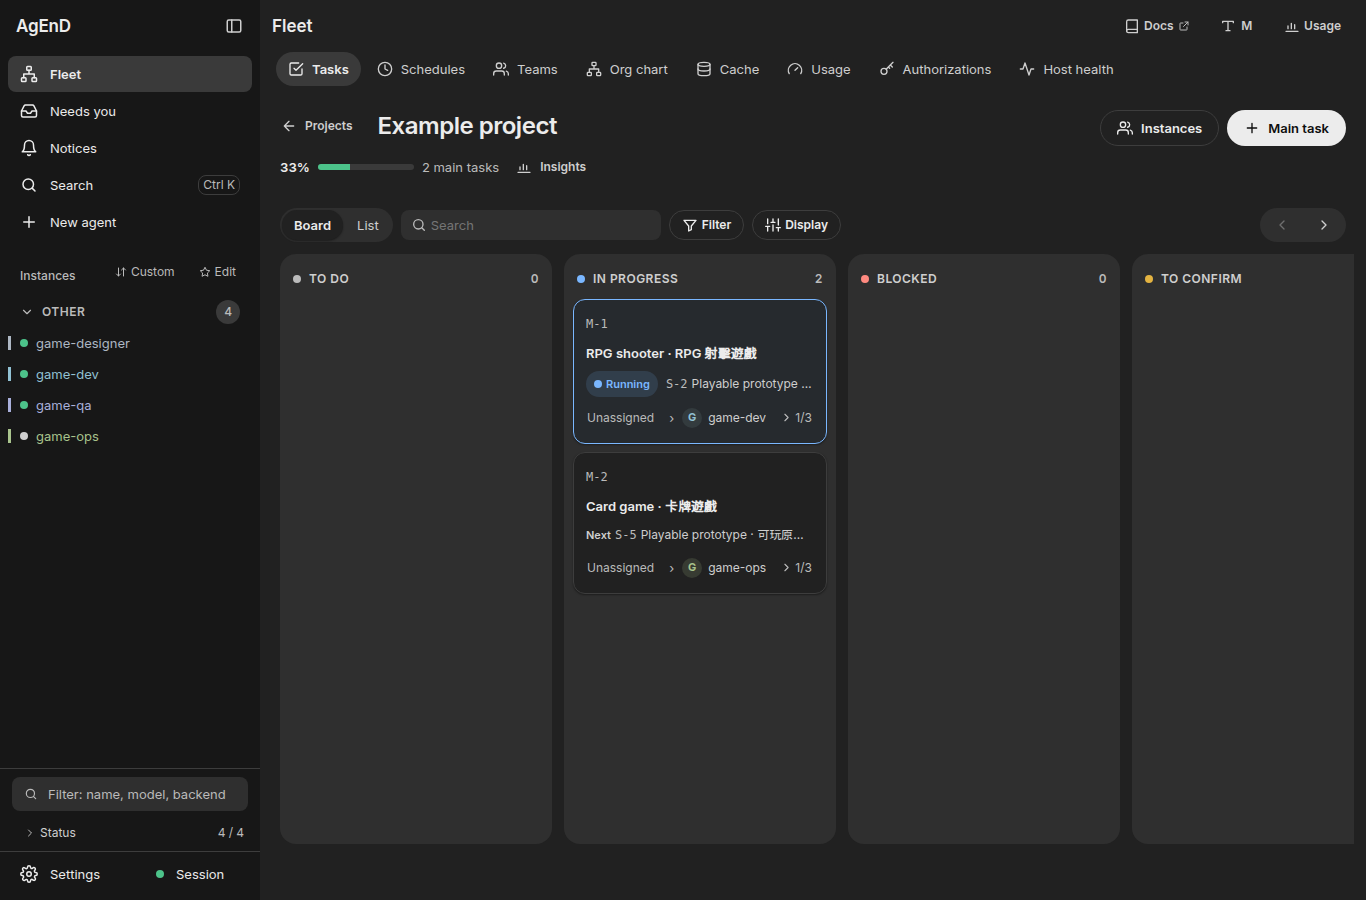 AgEnD
Fleet
Needs you
Notices
Search Ctrl K
New agent
Instances Custom Edit
OTHER 4
game-designer
game-dev
game-qa
game-ops
Filter: name, model, backend
Status 4 / 4
Settings Session
Fleet
Docs M Usage
Tasks Schedules Teams Org chart Cache Usage Authorizations Host health
Projects Example project
Instances Main task
33% 2 main tasks Insights
Board List Search Filter Display
TO DO 0
IN PROGRESS 2
M-1
RPG shooter · RPG 射擊遊戲
Running S-2 Playable prototype ...
Unassigned › G game-dev > 1/3
M-2
Card game · 卡牌遊戲
Next S-5 Playable prototype · 可玩原...
Unassigned › G game-ops > 1/3
BLOCKED 0
TO CONFIRM